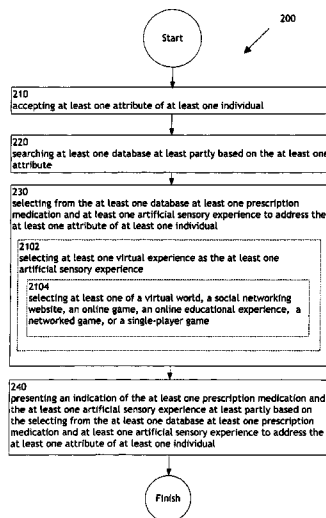 200
Start
210
accepting at least one attribute of at least one individual
220
searching at least one database at least partly based on the at least one
attribute
230
selecting from the at least one database at least one prescription
medication and at least one artificial sensory experience to address the
at least one attribute of at least one individual
2102
selecting at least one virtual experience as the at least one
artificial sensory experience
2104
selecting at least one of a virtual world, a social networking
website, an online game, an online educational experience, a
networked game, or a single-player game
240
presenting an indication of the at least one prescription medication and
the at least one artificial sensory experience at least partly based on
the selecting from the at least one database at least one prescription
medication and at least one artificial sensory experience to address the
at least one attribute of at least one individual
Finish